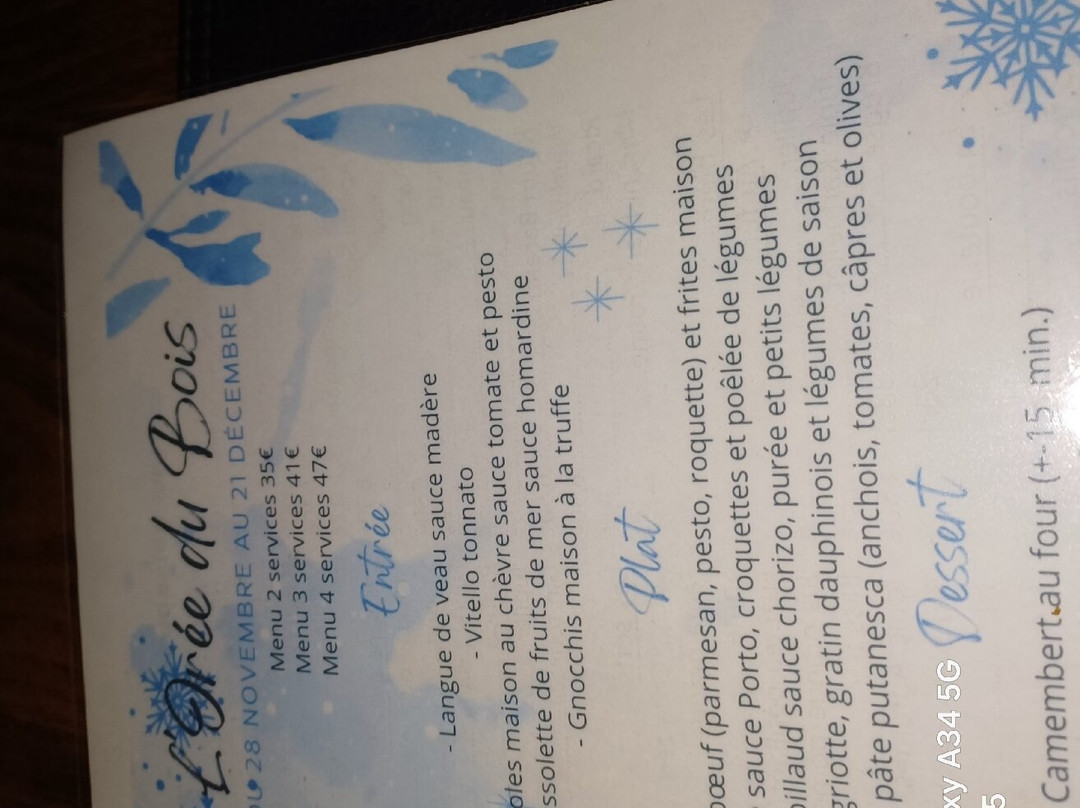 L'Orée du Bois
DU 28 NOVEMBRE AU 21 DÉCEMBRE
Menu 2 services 35€
Menu 3 services 41€
Menu 4 services 47€
Entrée
- Langue de veau sauce madère
- Vitello tonnato
oles maison au chèvre sauce tomate et pesto
ssolette de fruits de mer sauce homardine
- Gnocchis maison à la truffe
Plat
bœuf (parmesan, pesto, roquette) et frites maison
sauce Porto, croquettes et poêlée de légumes
billaud sauce chorizo, purée et petits légumes
griotte, gratin dauphinois et légumes de saison
pâte putanesca (anchois, tomates, câpres et olives)
Dessert
Camembert au four (+-15 min.)
xy A34 5G
5